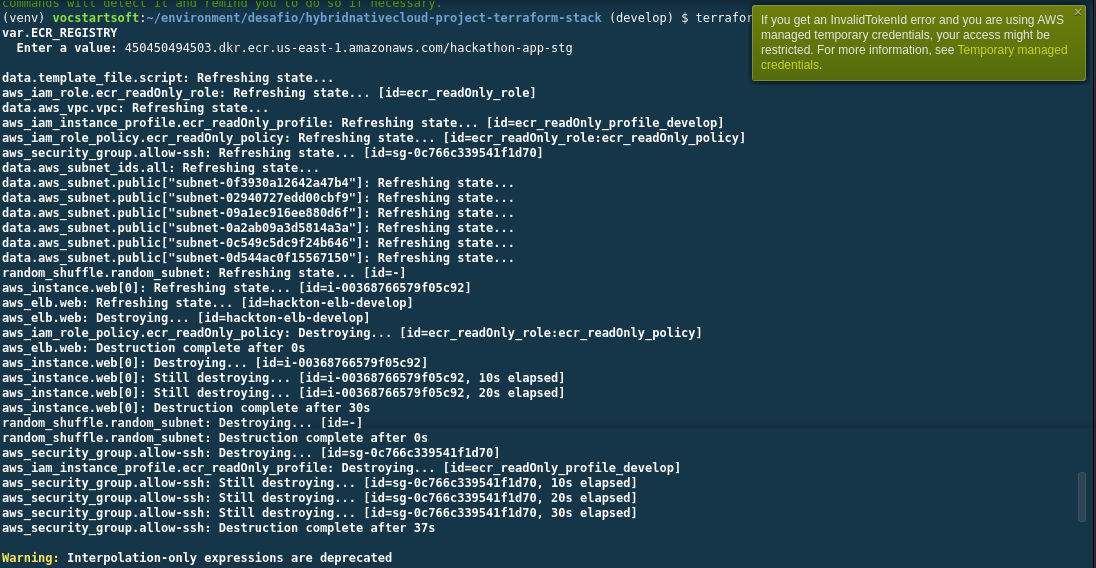 commands will detect it and remind you to do so if necessary.
(venv) vocstartsoft:~/environment/desafio/hybridnativecloud-project-terraform-stack (develop) $ terrafor
var.ECR_REGISTRY
Enter a value: 450450494503.dkr.ecr.us-east-1.amazonaws.com/hackathon-app-stg
data.template_file.script: Refreshing state...
aws_iam_role.ecr_readOnly_role: Refreshing state... [id=ecr_readOnly_role]
data.aws_vpc.vpc: Refreshing state...
aws_iam_instance_profile.ecr_readOnly_profile: Refreshing state... [id=ecr_readOnly_profile_develop]
aws_iam_role_policy.ecr_readOnly_policy: Refreshing state... [id=ecr_readOnly_role:ecr_readOnly_policy]
aws_security_group.allow-ssh: Refreshing state... [id=sg-0c766c339541f1d70]
data.aws_subnet_ids.all: Refreshing state...
data.aws_subnet.public["subnet-0f3930a12642a47b4"]: Refreshing state...
data.aws_subnet.public["subnet-02940727edd00cbf9"]: Refreshing state...
data.aws_subnet.public["subnet-09a1ec916ee880d6f"]: Refreshing state...
data.aws_subnet.public["subnet-0a2ab09a3d5814a3a"]: Refreshing state...
data.aws_subnet.public["subnet-0c549c5dc9f24b646"]: Refreshing state...
data.aws_subnet.public["subnet-0d544ac0f15567150"]: Refreshing state...
random_shuffle.random_subnet: Refreshing state... [id=-]
aws_instance.web[0]: Refreshing state... [id=i-00368766579f05c92]
aws_elb.web: Refreshing state... [id=hackton-elb-develop]
aws_elb.web: Destroying... [id=hackton-elb-develop]
aws_iam_role_policy.ecr_readOnly_policy: Destroying... [id=ecr_readOnly_role:ecr_readOnly_policy]
aws_elb.web: Destruction complete after 0s
aws_instance.web[0]: Destroying... [id=i-00368766579f05c92]
aws_instance.web[0]: Still destroying... [id=i-00368766579f05c92, 10s elapsed]
aws_instance.web[0]: Still destroying... [id=i-00368766579f05c92, 20s elapsed]
aws_instance.web[0]: Destruction complete after 30s
random_shuffle.random_subnet: Destroying... [id=-]
random_shuffle.random_subnet: Destruction complete after 0s
aws_security_group.allow-ssh: Destroying... [id=sg-0c766c339541f1d70]
aws_iam_instance_profile.ecr_readOnly_profile: Destroying... [id=ecr_readOnly_profile_develop]
aws_security_group.allow-ssh: Still destroying... [id=sg-0c766c339541f1d70, 10s elapsed]
aws_security_group.allow-ssh: Still destroying... [id=sg-0c766c339541f1d70, 20s elapsed]
aws_security_group.allow-ssh: Still destroying... [id=sg-0c766c339541f1d70, 30s elapsed]
aws_security_group.allow-ssh: Destruction complete after 37s
Warning: Interpolation-only expressions are deprecated
If you get an InvalidTokenId error and you are using AWS
managed temporary credentials, your access might be
restricted. For more information, see Temporary managed
credentials.